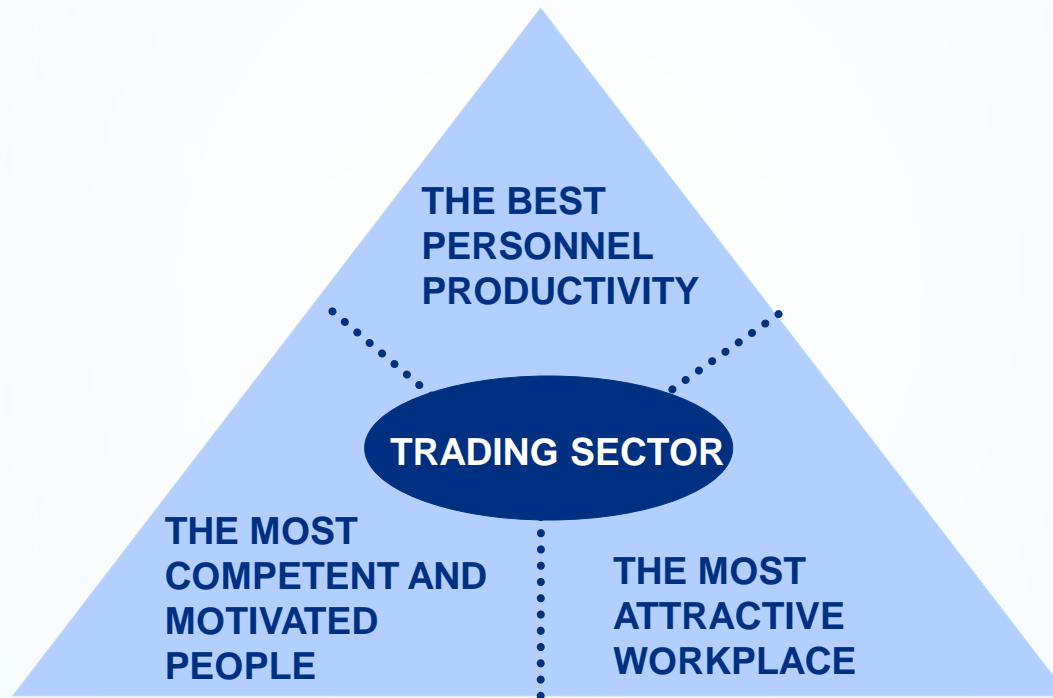 THE BEST
PERSONNEL
PRODUCTIVITY
TRADING SECTOR
THE MOST
COMPETENT AND
MOTIVATED
PEOPLE
THE MOST
ATTRACTIVE
WORKPLACE